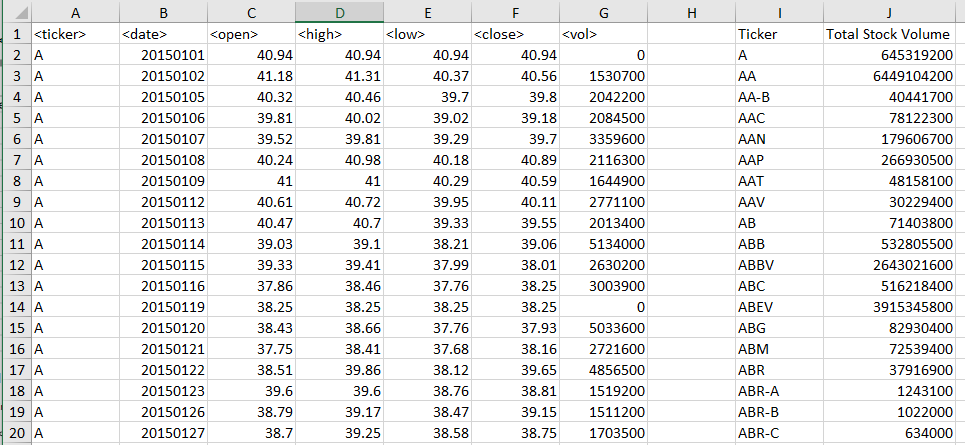 A B C D E F G H I J
1 <ticker> <date> <open> <high> <low> <close> <vol> Ticker Total Stock Volume
2 A 20150101 40.94 40.94 40.94 40.94 0 A 645319200
3 A 20150102 41.18 41.31 40.37 40.56 1530700 AA 6449104200
4 A 20150105 40.32 40.46 39.7 39.8 2042200 AA-B 40441700
5 A 20150106 39.81 40.02 39.02 39.18 2084500 AAC 78122300
6 A 20150107 39.52 39.81 39.29 39.7 3359600 AAN 179606700
7 A 20150108 40.24 40.98 40.18 40.89 2116300 AAP 266930500
8 A 20150109 41 41 40.29 40.59 1644900 AAT 48158100
9 A 20150112 40.61 40.72 39.95 40.11 2771100 AAV 30229400
10 A 20150113 40.47 40.7 39.33 39.55 2013400 AB 71403800
11 A 20150114 39.03 39.1 38.21 39.06 5134000 ABB 532805500
12 A 20150115 39.33 39.41 37.99 38.01 2630200 ABBV 2643021600
13 A 20150116 37.86 38.46 37.76 38.25 3003900 ABC 516218400
14 A 20150119 38.25 38.25 38.25 38.25 0 ABEV 3915345800
15 A 20150120 38.43 38.66 37.76 37.93 5033600 ABG 82930400
16 A 20150121 37.75 38.41 37.68 38.16 2721600 ABM 72539400
17 A 20150122 38.51 39.86 38.12 39.65 4856500 ABR 37916900
18 A 20150123 39.6 39.6 38.76 38.81 1519200 ABR-A 1243100
19 A 20150126 38.79 39.17 38.47 39.15 1511200 ABR-B 1022000
20 A 20150127 38.7 39.25 38.58 38.75 1703500 ABR-C 634000